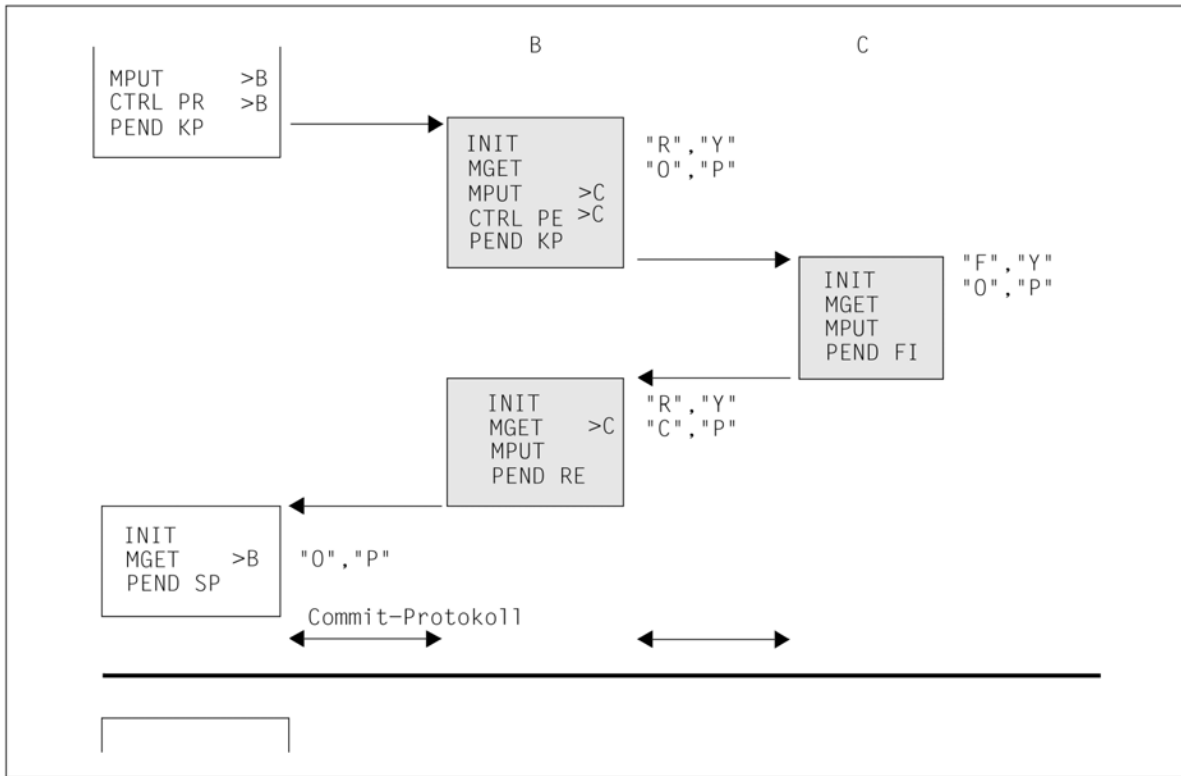 B C
MPUT >B
CTRL PR >B
PEND KP
INIT
MGET
MPUT >C
CTRL PE >C
PEND KP
"R","Y"
"O","P"
INIT
MGET
MPUT
PEND FI
"F","Y"
"O","P"
INIT
MGET >C
MPUT
PEND RE
"R","Y"
"C","P"
INIT
MGET >B
PEND SP
"O","P"
Commit-Protokoll